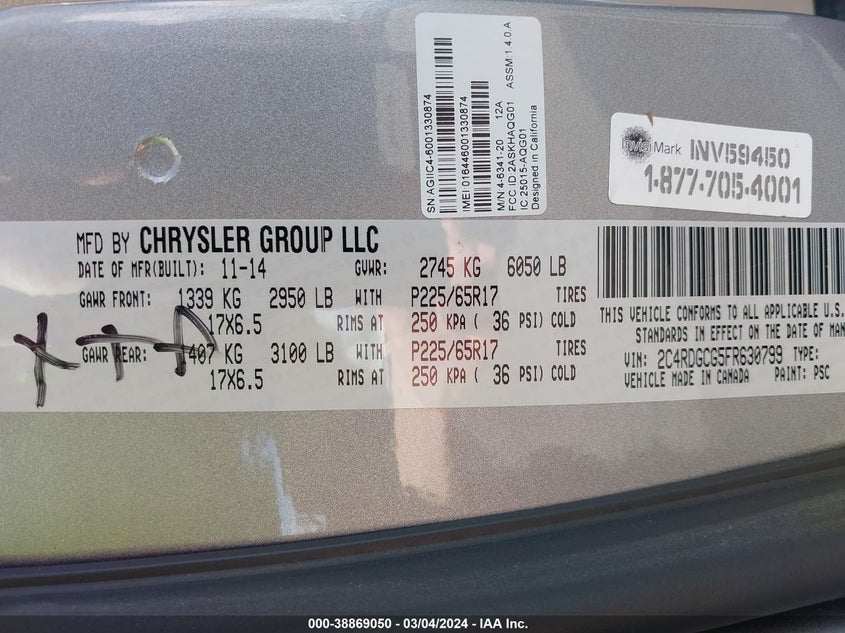 SN AGIIC4-6001330874
IMEI 016446001330874
M/N 4-6341-20 12A
FCC ID:2ASKHAQG01
IC 25015-AQG01
Designed in California
ASSM:1.4.0.A
Mark INV59450
1-877-705-4001
MFD BY CHRYSLER GROUP LLC
DATE OF MFR(BUILT): 11-14 GVWR: 2745 KG 6050 LB
GAWR FRONT: 1339 KG 2950 LB WITH P225/65R17 TIRES
17X6.5 RIMS AT 250 KPA ( 36 PSI) COLD
GAWR REAR: 1407 KG 3100 LB WITH P225/65R17 TIRES
17X6.5 RIMS AT 250 KPA ( 36 PSI) COLD
THIS VEHICLE CONFORMS TO ALL APPLICABLE U.S.
STANDARDS IN EFFECT ON THE DATE OF MAN
VIN: 2C4RDGCG5FR630799 TYPE:
VEHICLE MADE IN CANADA PAINT: PSC
000-38869050 — 03/04/2024 — IAA Inc.